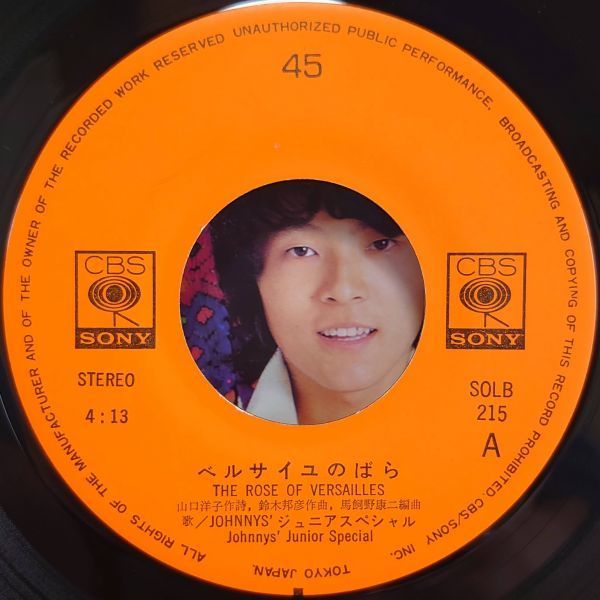 ALL RIGHTS OF THE MANUFACTURER AND OF THE OWNER OF THE RECORDED WORK RESERVED UNAUTHORIZED PUBLIC PERFORMANCE, BROADCASTING AND COPYING OF THIS RECORD PROHIBITED. CBS/SONY INC. TOKYO JAPAN.
45
CBS
SONY
CBS
SONY
STEREO
4:13
SOLB
215
A
ベルサイユのばら
THE ROSE OF VERSAILLES
山口洋子作詩, 鈴木邦彦作曲, 馬飼野康二編曲
歌/JOHNNYS' ジュニアスペシャル
Johnnys' Junior Special